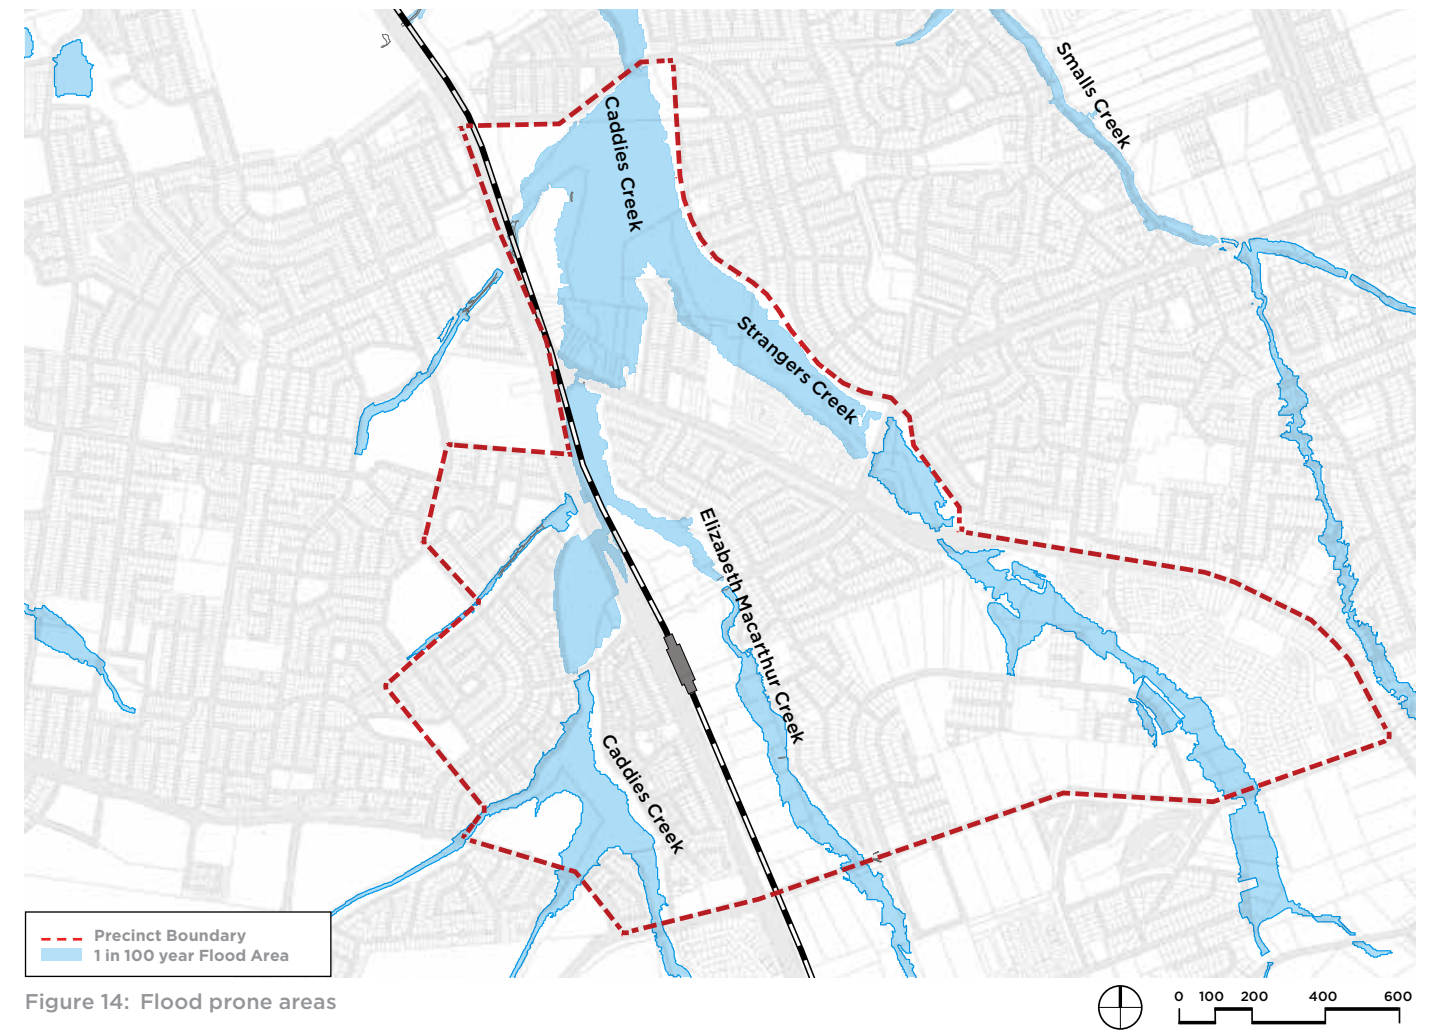 Smalls Creek
Caddies Creek
Strangers Creek
Elizabeth Macarthur Creek
Caddies Creek
Precinct Boundary
1 in 100 year Flood Area
Figure 14: Flood prone areas
0 100 200 400 600